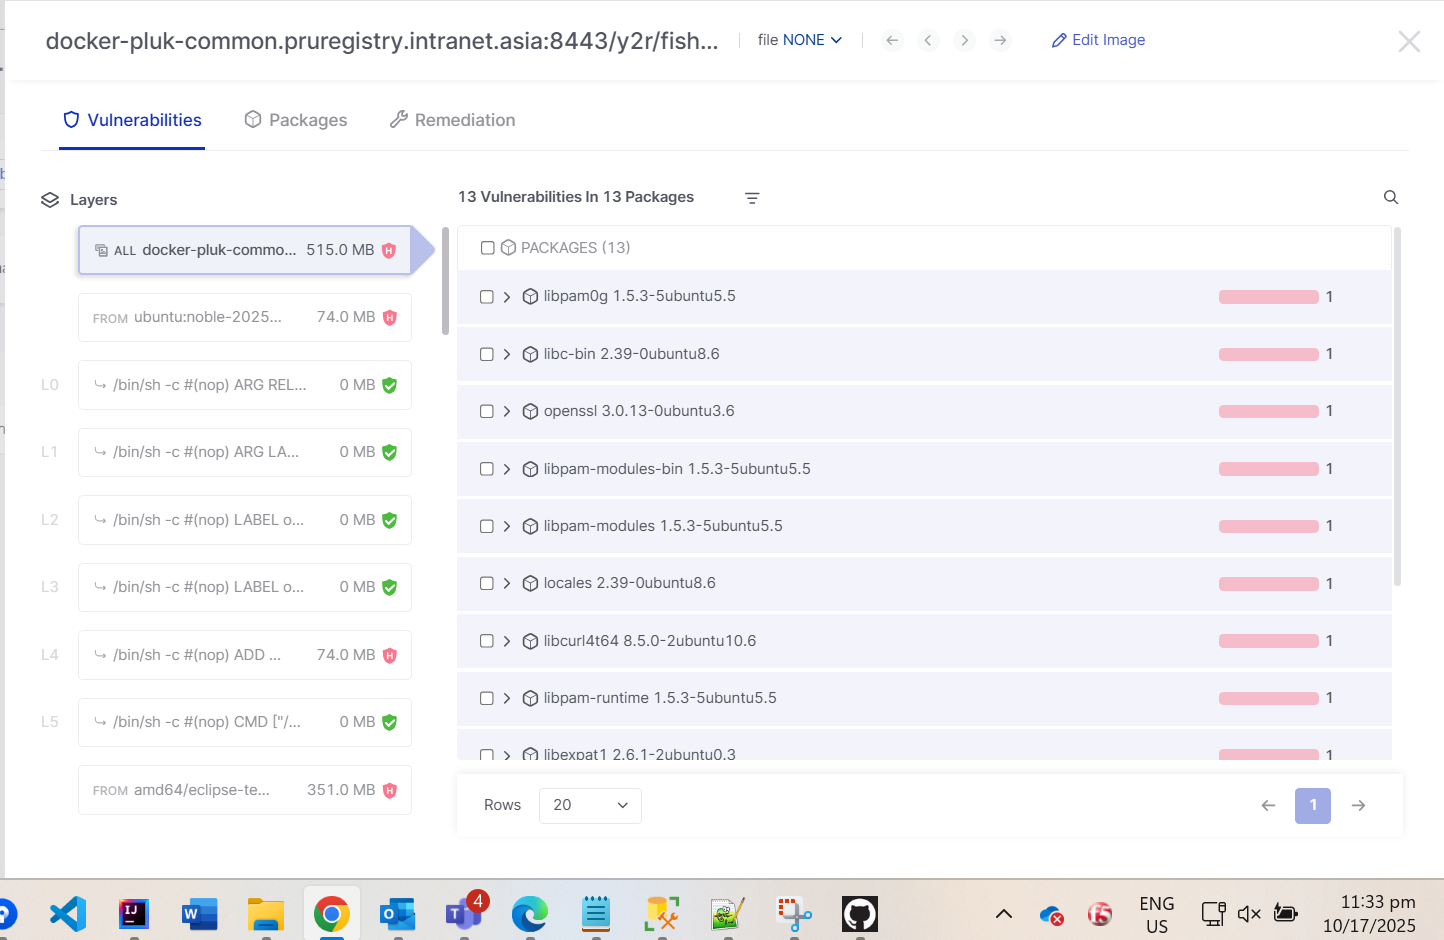 docker-pluk-common.pruregistry.intranet.asia:8443/y2r/fish...
file NONE
Edit Image
Vulnerabilities
Packages
Remediation
Layers
ALL docker-pluk-commo... 515.0 MB
FROM ubuntu:noble-2025... 74.0 MB
L0 /bin/sh -c #(nop) ARG REL... 0 MB
L1 /bin/sh -c #(nop) ARG LA... 0 MB
L2 /bin/sh -c #(nop) LABEL o... 0 MB
L3 /bin/sh -c #(nop) LABEL o... 0 MB
L4 /bin/sh -c #(nop) ADD ... 74.0 MB
L5 /bin/sh -c #(nop) CMD ["/... 0 MB
FROM amd64/eclipse-te... 351.0 MB
13 Vulnerabilities In 13 Packages
PACKAGES (13)
libpam0g 1.5.3-5ubuntu5.5 1
libc-bin 2.39-0ubuntu8.6 1
openssl 3.0.13-0ubuntu3.6 1
libpam-modules-bin 1.5.3-5ubuntu5.5 1
libpam-modules 1.5.3-5ubuntu5.5 1
locales 2.39-0ubuntu8.6 1
libcurl4t64 8.5.0-2ubuntu10.6 1
libpam-runtime 1.5.3-5ubuntu5.5 1
libexpat1 2.6.1-2ubuntu0.3 1
Rows 20
1
4
ENG
US
11:33 pm
10/17/2025